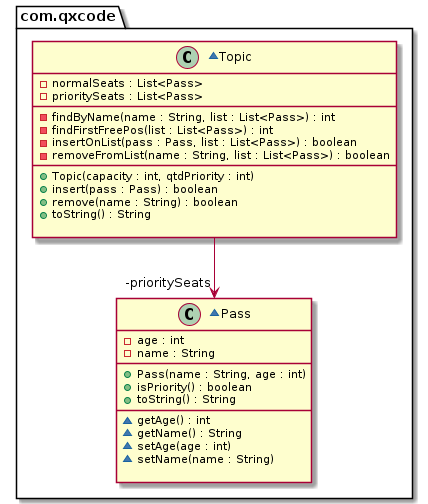 com.qxcode
C Topic
normalSeats : List<Pass>
prioritySeats : List<Pass>
findByName(name : String, list : List<Pass>) : int
findFirstFreePos(list : List<Pass>) : int
insertOnList(pass : Pass, list : List<Pass>) : boolean
removeFromList(name : String, list : List<Pass>) : boolean
Topic(capacity : int, qtdPriority : int)
insert(pass : Pass) : boolean
remove(name : String) : boolean
toString() : String
-prioritySeats
C Pass
age : int
name : String
Pass(name : String, age : int)
isPriority() : boolean
toString() : String
getAge() : int
getName() : String
setAge(age : int)
setName(name : String)